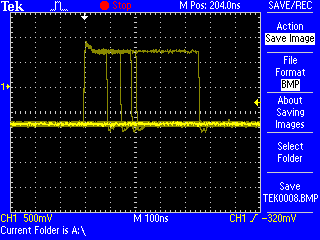 Tek Stop M Pos: 204.0ns SAVE/REC
Action
Save Image
File
Format
BMP
About
Saving
Images
Select
Folder
Save
TEK0008.BMP
1
CH1 500mV M 100ns CH1 / -320mV
Current Folder is A:\